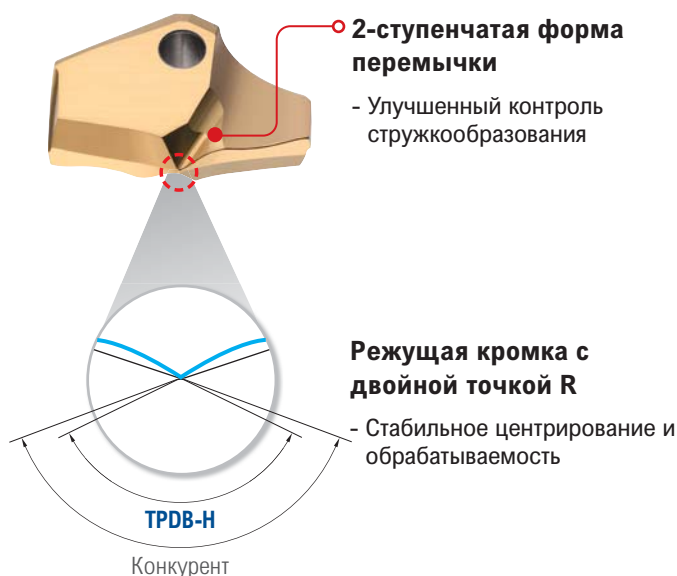 2-ступенчатая форма
перемычки
- Улучшенный контроль
стружкообразования
Режущая кромка с
двойной точкой R
- Стабильное центрирование и
обрабатываемость
TPDB-H
Конкурент